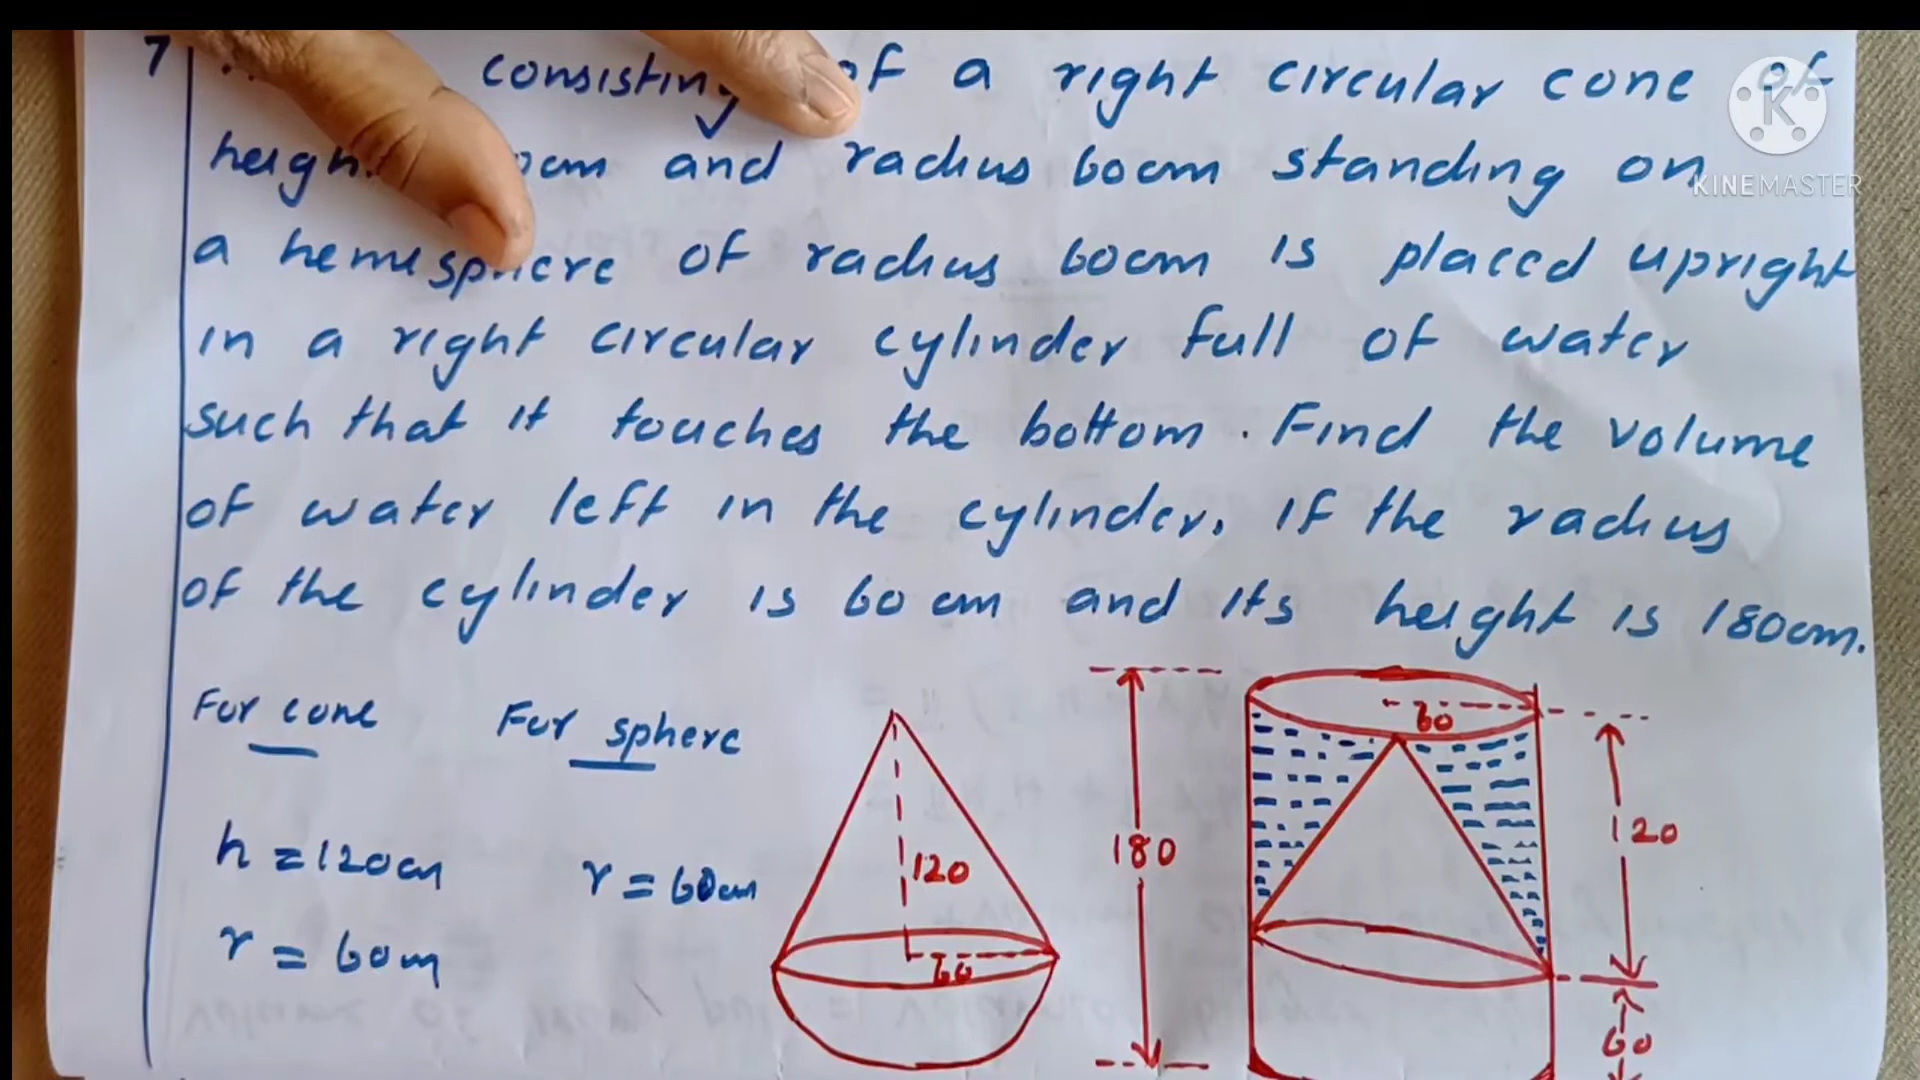 7
consisting of a right circular cone of
and radius 60cm standing on
KINEMASTER
a hemesphere of radius 60cm is placed upright
in a right circular cylinder full of water
such that it touches the bottom. Find the volume
of water left in the cylinder, if the radius
of the cylinder is 60 cm and its height is 180cm.
For cone For sphere
h = 120cm
r = 60cm
r = 60m
120
60
180
60
120
60